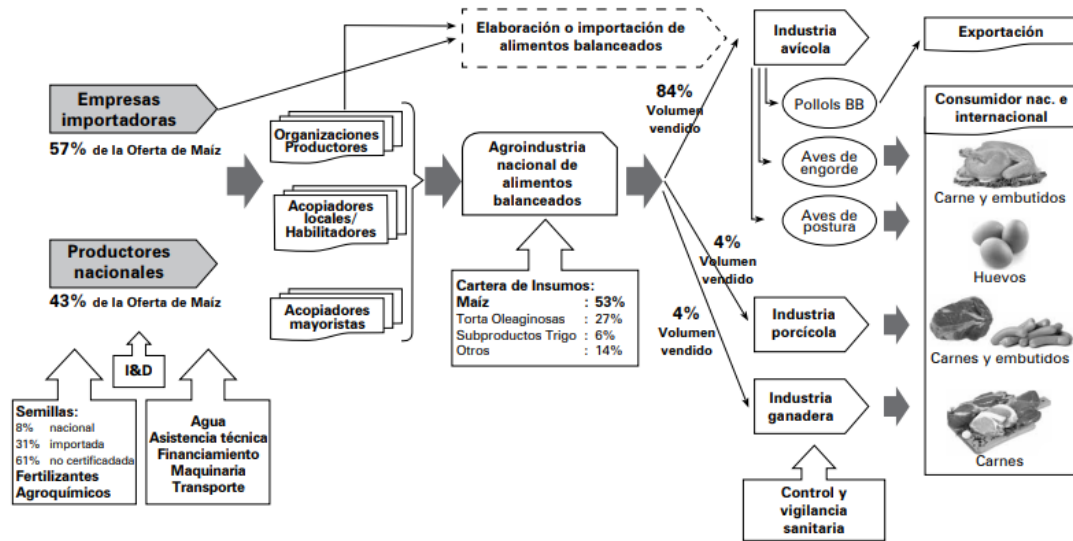 Elaboración o importación de
alimentos balanceados
Industria
avícola
Exportación
Empresas
importadoras
57% de la Oferta de Maíz
Organizaciones
Productores
Acopiadores
locales/
Habilitadores
Acopiadores
mayoristas
Productores
nacionales
43% de la Oferta de Maíz
I&D
Semillas:
8% nacional
31% importada
61% no certificadada
Fertilizantes
Agroquímicos
Agua
Asistencia técnica
Financiamiento
Maquinaria
Transporte
Agroindustria
nacional de
alimentos
balanceados
Cartera de Insumos:
Maíz : 53%
Torta Oleaginosas : 27%
Subproductos Trigo : 6%
Otros : 14%
84%
Volumen
vendido
4%
Volumen
vendido
4%
Volumen
vendido
Pollols BB
Aves de
engorde
Aves de
postura
Industria
porcícola
Industria
ganadera
Control y
vigilancia
sanitaria
Consumidor nac. e
internacional
Carne y embutidos
Huevos
Carnes y embutidos
Carnes